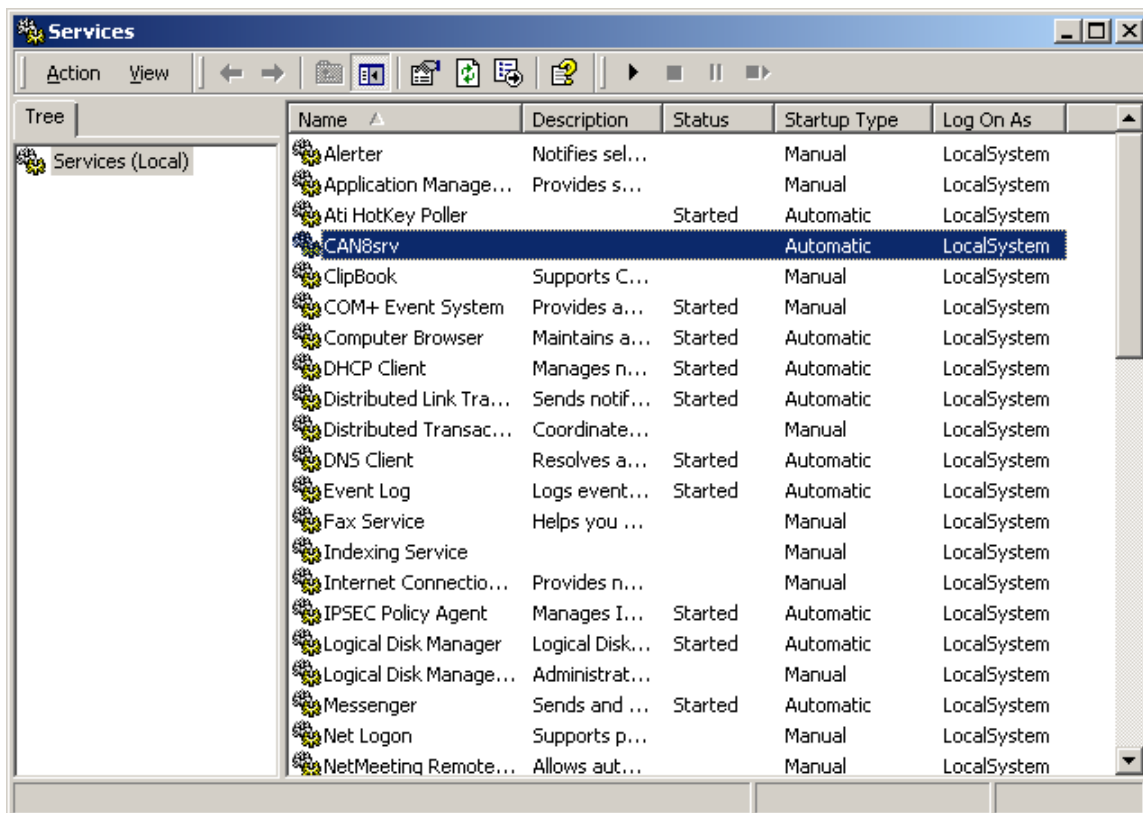 Services
Action View
Tree
Services (Local)
Name Description Status Startup Type Log On As
Alerter Notifies sel... Manual LocalSystem
Application Manage... Provides s... Manual LocalSystem
Ati HotKey Poller Started Automatic LocalSystem
CAN8srv Automatic LocalSystem
ClipBook Supports C... Manual LocalSystem
COM+ Event System Provides a... Started Manual LocalSystem
Computer Browser Maintains a... Started Automatic LocalSystem
DHCP Client Manages n... Started Automatic LocalSystem
Distributed Link Tra... Sends notif... Started Automatic LocalSystem
Distributed Transac... Coordinate... Manual LocalSystem
DNS Client Resolves a... Started Automatic LocalSystem
Event Log Logs event... Started Automatic LocalSystem
Fax Service Helps you ... Manual LocalSystem
Indexing Service Manual LocalSystem
Internet Connectio... Provides n... Manual LocalSystem
IPSEC Policy Agent Manages I... Started Automatic LocalSystem
Logical Disk Manager Logical Disk... Started Automatic LocalSystem
Logical Disk Manage... Administrat... Manual LocalSystem
Messenger Sends and ... Started Automatic LocalSystem
Net Logon Supports p... Manual LocalSystem
NetMeeting Remote... Allows aut... Manual LocalSystem